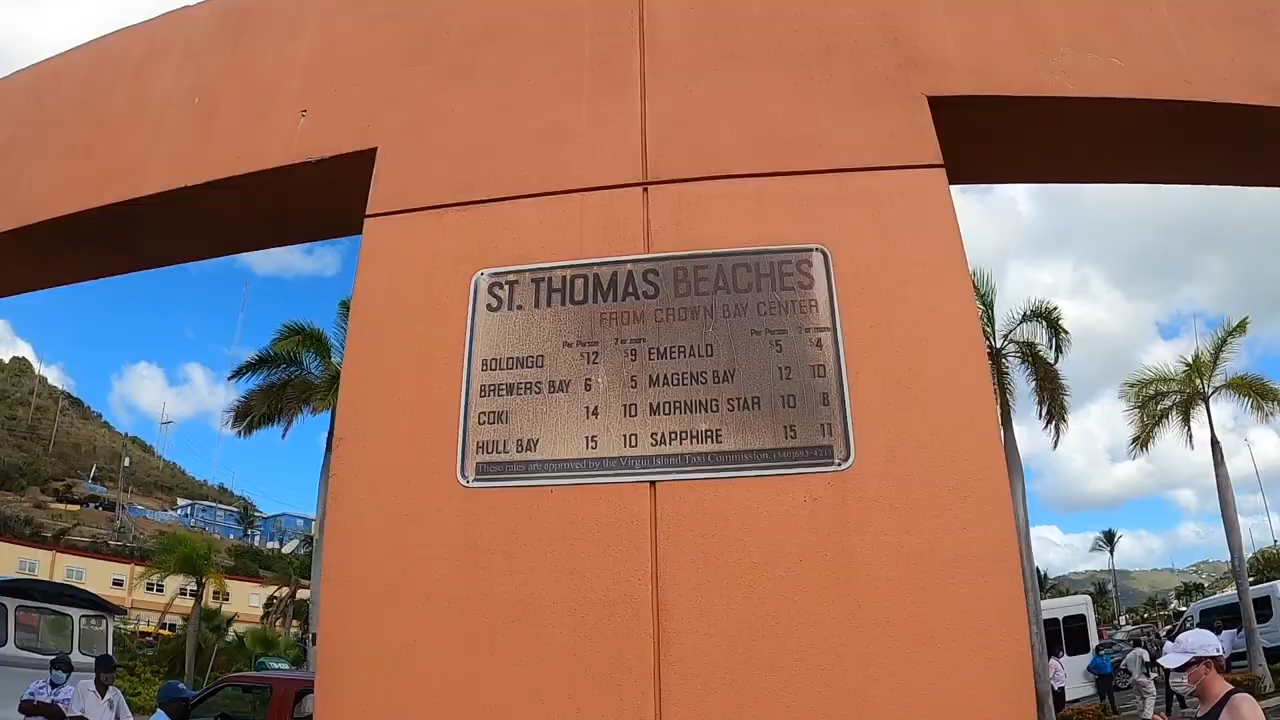 ST. THOMAS BEACHES
FROM CROWN BAY CENTER
Per Person 2 or more Per Person 2 or more
BOLONGO $12 $9 EMERALD $5 $4
BREWERS BAY 6 5 MAGENS BAY 12 10
COKI 14 10 MORNING STAR 10 8
HULL BAY 15 10 SAPPHIRE 15 11
These rates are approved by the Virgin Island Taxi Commission.